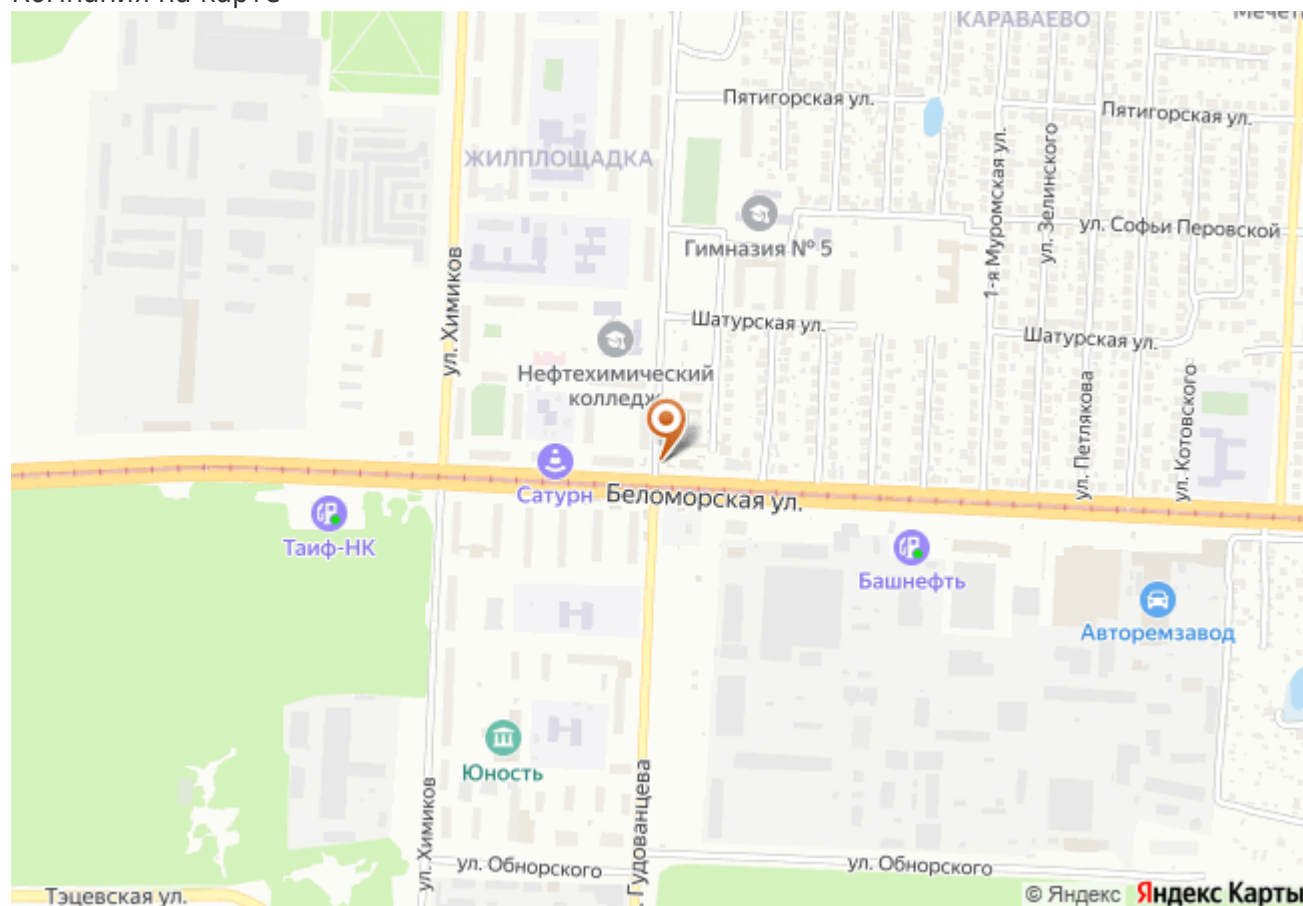 КАРАВАЕВО
Пятигорская ул.
Пятигорская ул.
ЖИЛПЛОЩАДКА
1-я Муромская ул.
ул. Зелинского
ул. Софьи Перовской
Гимназия № 5
ул. Химиков
Шатурская ул.
Шатурская ул.
Нефтехимический
колледж
ул. Петлякова
ул. Котовского
Сатурн
Беломорская ул.
Таиф-НК
Башнефть
Авторемзавод
Юность
ул. Химиков
Гудованцева
ул. Обнорского
ул. Обнорского
Тэцевская ул.
© Яндекс Яндекс Карты